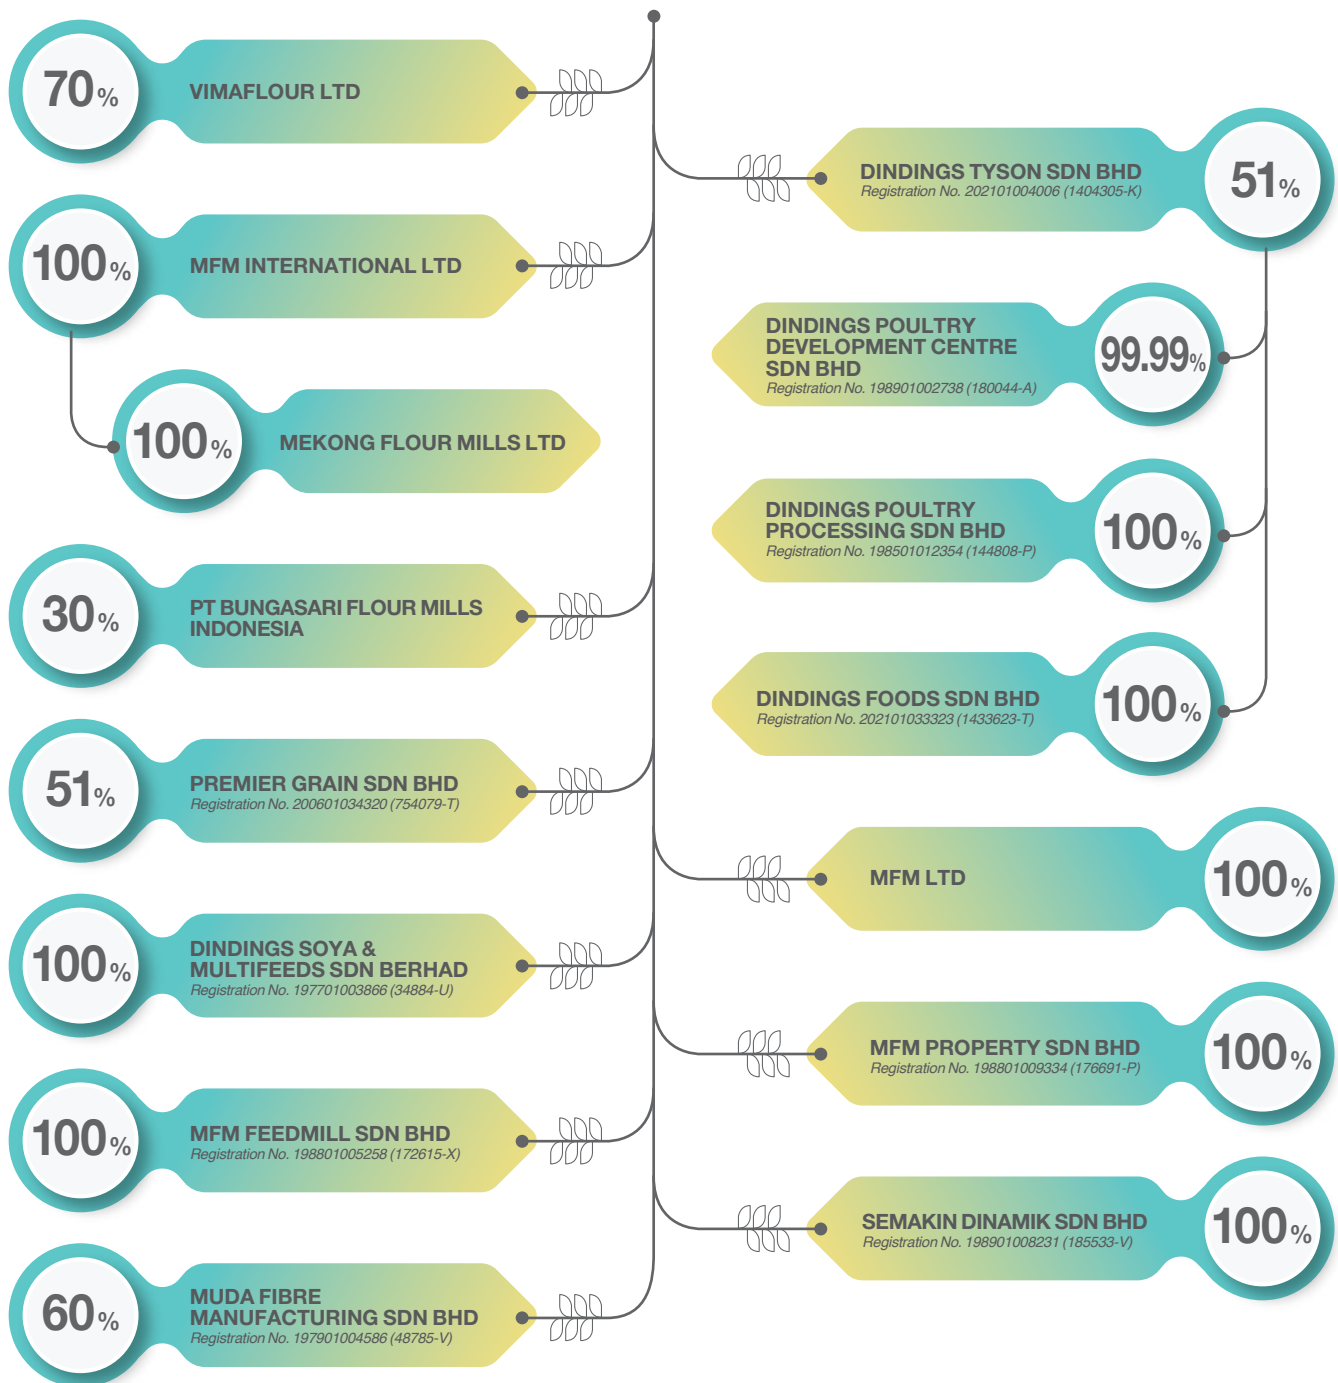 70%
VIMAFLOUR LTD
100%
MFM INTERNATIONAL LTD
100%
MEKONG FLOUR MILLS LTD
30%
PT BUNGASARI FLOUR MILLS
INDONESIA
51%
PREMIER GRAIN SDN BHD
Registration No. 200601034320 (754079-T)
100%
DINDINGS SOYA &
MULTIFEEDS SDN BERHAD
Registration No. 197701003866 (34884-U)
100%
MFM FEEDMILL SDN BHD
Registration No. 198801005258 (172615-X)
60%
MUDA FIBRE
MANUFACTURING SDN BHD
Registration No. 197901004586 (48785-V)
DINDINGS TYSON SDN BHD
Registration No. 202101004006 (1404305-K)
51%
DINDINGS POULTRY
DEVELOPMENT CENTRE
SDN BHD
Registration No. 198901002738 (180044-A)
99.99%
DINDINGS POULTRY
PROCESSING SDN BHD
Registration No. 198501012354 (144808-P)
100%
DINDINGS FOODS SDN BHD
Registration No. 202101033323 (1433623-T)
100%
MFM LTD
100%
MFM PROPERTY SDN BHD
Registration No. 198801009334 (176691-P)
100%
SEMAKIN DINAMIK SDN BHD
Registration No. 198901008231 (185533-V)
100%